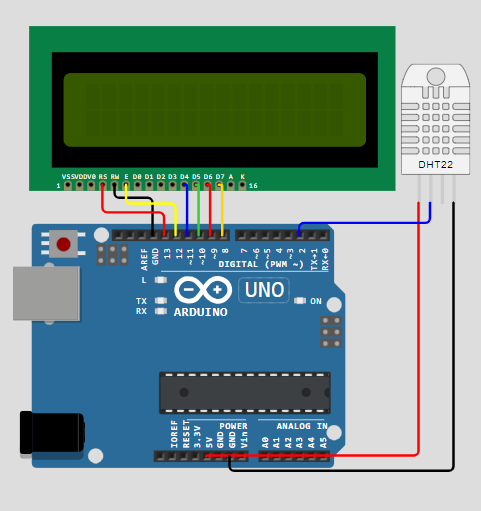 DHT22
1 VSS VDD V0 RS RW E D0 D1 D2 D3 D4 D5 D6 D7 A K 16
AREF GND 13 12 ~11 ~10 ~9 8 7 ~6 ~5 4 ~3 2 TX→1 RX←0
DIGITAL (PWM ~)
L
UNO
TX ON
RX ARDUINO
POWER ANALOG IN
IOREF RESET 3.3V 5V GND GND Vin A0 A1 A2 A3 A4 A5